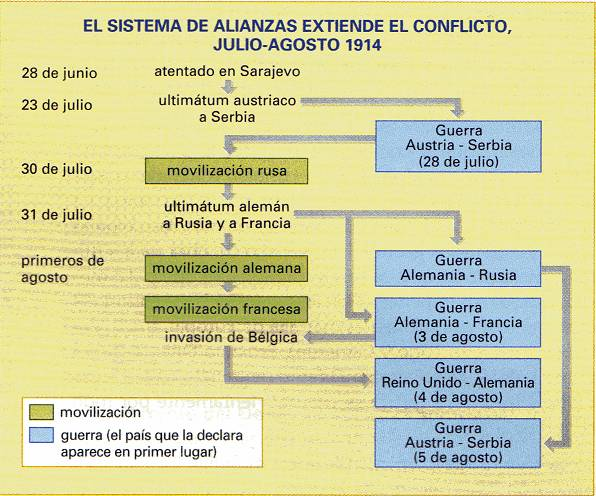 EL SISTEMA DE ALIANZAS EXTIENDE EL CONFLICTO,
JULIO-AGOSTO 1914
28 de junio
atentado en Sarajevo
23 de julio
ultimátum austriaco
a Serbia
Guerra
Austria - Serbia
(28 de julio)
30 de julio
movilización rusa
31 de julio
ultimátum alemán
a Rusia y a Francia
primeros de
agosto
movilización alemana
Guerra
Alemania - Rusia
movilización francesa
Guerra
Alemania - Francia
(3 de agosto)
invasión de Bélgica
Guerra
Reino Unido - Alemania
(4 de agosto)
Guerra
Austria - Serbia
(5 de agosto)
movilización
guerra (el país que la declara
aparece en primer lugar)